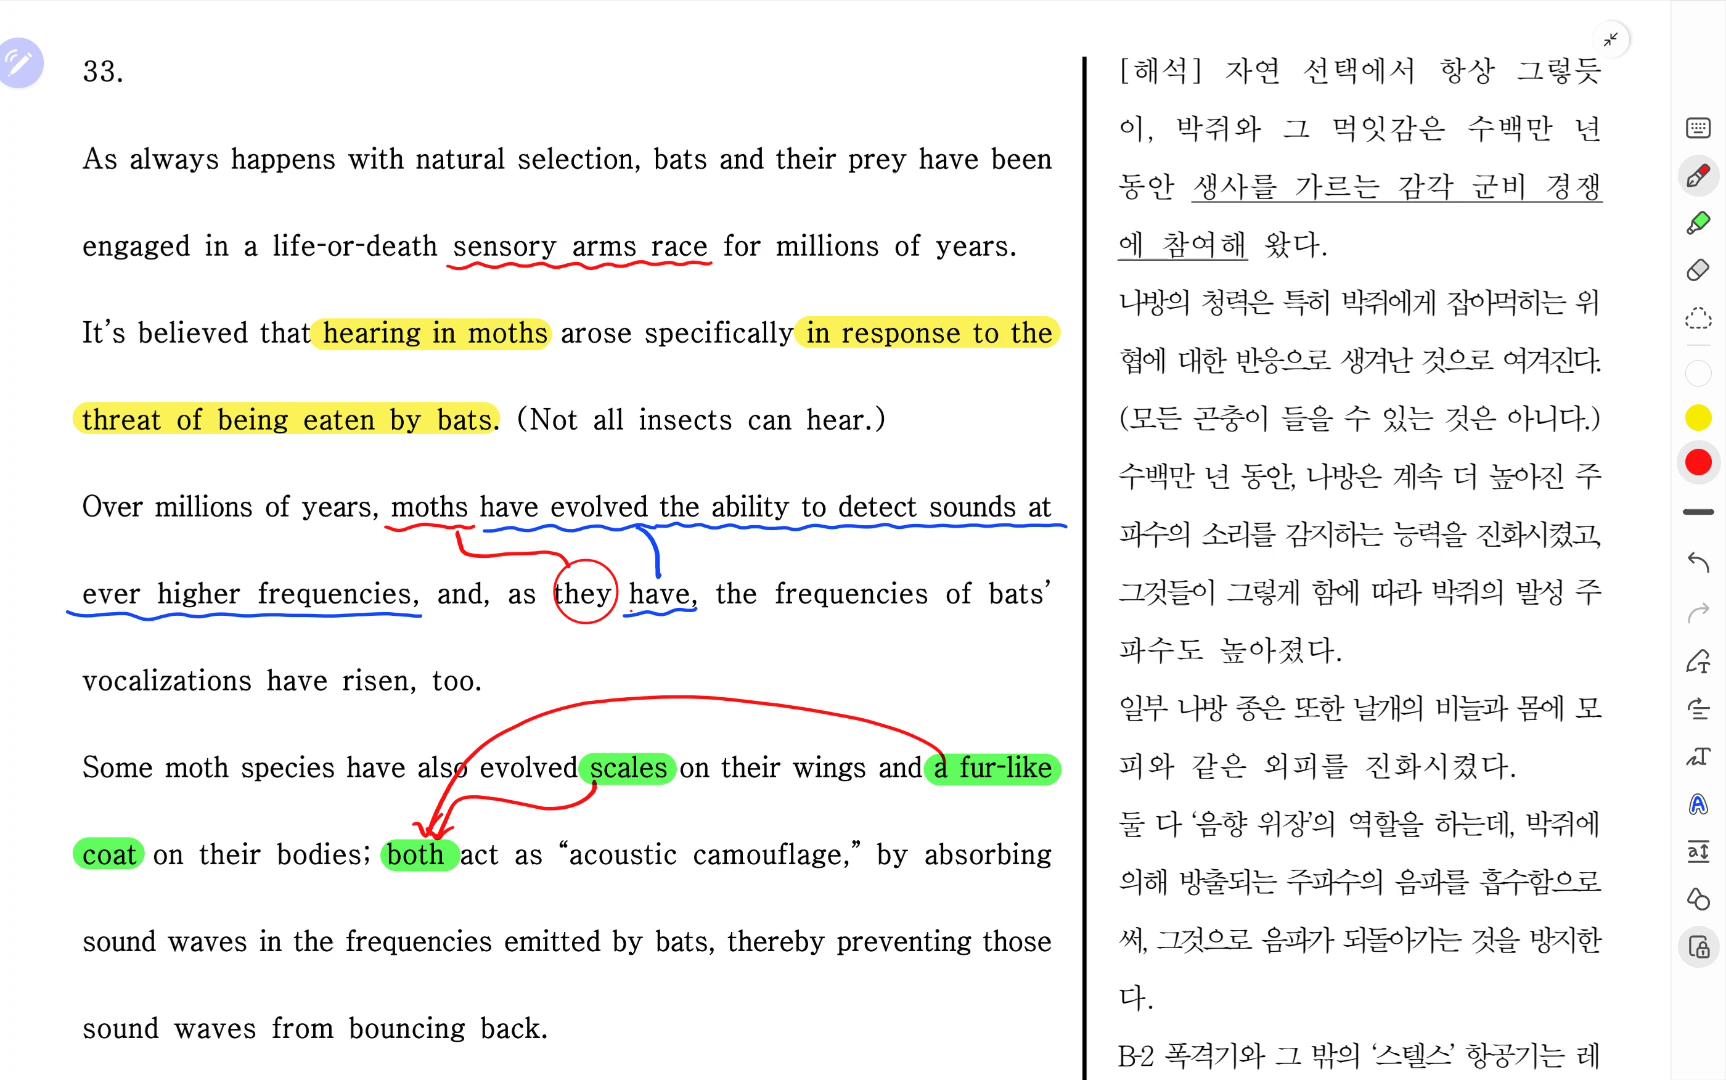 33.
As always happens with natural selection, bats and their prey have been
engaged in a life-or-death sensory arms race for millions of years.
It's believed that hearing in moths arose specifically in response to the
threat of being eaten by bats. (Not all insects can hear.)
Over millions of years, moths have evolved the ability to detect sounds at
ever higher frequencies, and, as they have, the frequencies of bats'
vocalizations have risen, too.
Some moth species have also evolved scales on their wings and a fur-like
coat on their bodies; both act as “acoustic camouflage,” by absorbing
sound waves in the frequencies emitted by bats, thereby preventing those
sound waves from bouncing back.
[해석] 자연 선택에서 항상 그렇듯
이, 박쥐와 그 먹잇감은 수백만 년
동안 생사를 가르는 감각 군비 경쟁
에 참여해 왔다.
나방의 청력은 특히 박쥐에게 잡아먹히는 위
협에 대한 반응으로 생겨난 것으로 여겨진다.
(모든 곤충이 들을 수 있는 것은 아니다.)
수백만 년 동안, 나방은 계속 더 높아진 주
파수의 소리를 감지하는 능력을 진화시켰고,
그것들이 그렇게 함에 따라 박쥐의 발성 주
파수도 높아졌다.
일부 나방 종은 또한 날개의 비늘과 몸에 모
피와 같은 외피를 진화시켰다.
둘 다 ‘음향 위장’의 역할을 하는데, 박쥐에
의해 방출되는 주파수의 음파를 흡수함으로
써, 그것으로 음파가 되돌아가는 것을 방지한
다.
B-2 폭격기와 그 밖의 ‘스텔스’ 항공기는 레